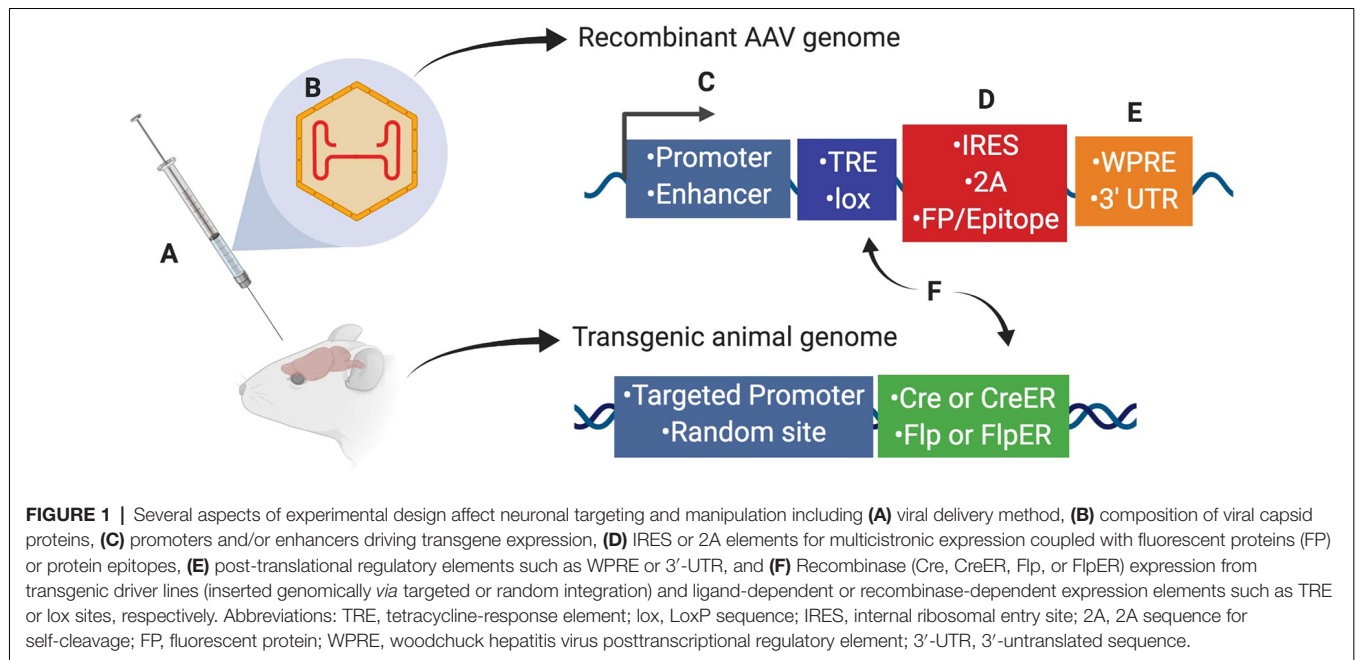 Recombinant AAV genome
A
B
C
D
E
•Promoter
•Enhancer
•TRE
•lox
•IRES
•2A
•FP/Epitope
•WPRE
•3' UTR
F
Transgenic animal genome
•Targeted Promoter
•Random site
•Cre or CreER
•Flp or FlpER
FIGURE 1 | Several aspects of experimental design affect neuronal targeting and manipulation including (A) viral delivery method, (B) composition of viral capsid
proteins, (C) promoters and/or enhancers driving transgene expression, (D) IRES or 2A elements for multicistronic expression coupled with fluorescent proteins (FP)
or protein epitopes, (E) post-translational regulatory elements such as WPRE or 3′-UTR, and (F) Recombinase (Cre, CreER, Flp, or FlpER) expression from
transgenic driver lines (inserted genomically via targeted or random integration) and ligand-dependent or recombinase-dependent expression elements such as TRE
or lox sites, respectively. Abbreviations: TRE, tetracycline-response element; lox, LoxP sequence; IRES, internal ribosomal entry site; 2A, 2A sequence for
self-cleavage; FP, fluorescent protein; WPRE, woodchuck hepatitis virus posttranscriptional regulatory element; 3′-UTR, 3′-untranslated sequence.